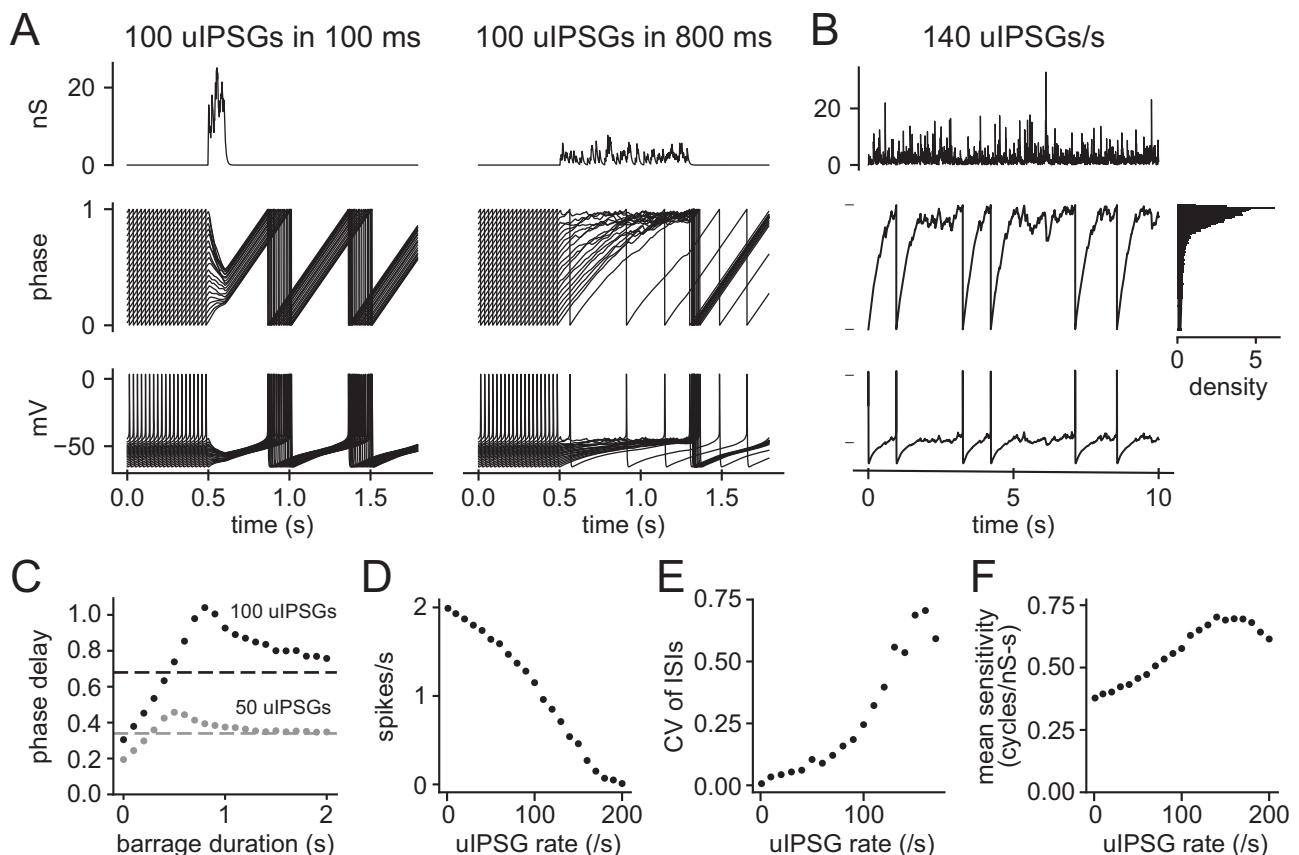 A
B
100 uIPSGs in 100 ms
100 uIPSGs in 800 ms
140 uIPSGs/s
nS
20
0
20
0
phase
1
0
0
5
density
mV
0
−50
0.0
0.5
1.0
1.5
0.0
0.5
1.0
1.5
0
5
10
time (s)
time (s)
time (s)
C
phase delay
1.0
0.8
0.6
0.4
0.2
0.0
100 uIPSGs
50 uIPSGs
0
1
2
barrage duration (s)
D
spikes/s
2
1
0
0
100
200
uIPSG rate (/s)
E
CV of ISIs
0.75
0.50
0.25
0.00
0
100
uIPSG rate (/s)
F
mean sensitivity
(cycles/nS-s)
0.75
0.50
0.25
0.00
0
100
200
uIPSG rate (/s)